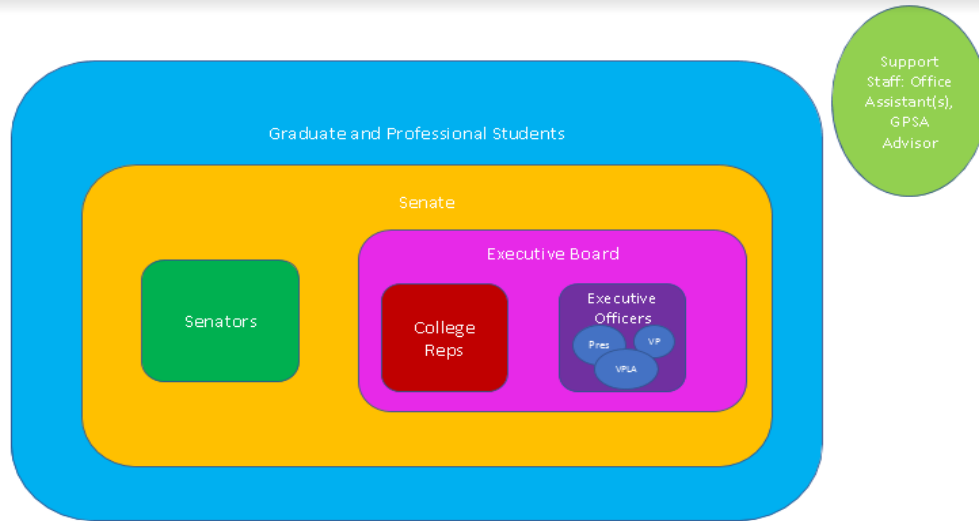 Support
Staff: Office
Assistant(s),
GPSA
Advisor
Graduate and Professional Students
Senate
Executive Board
Senators
College
Reps
Executive
Officers
Pres
VP
VPLA